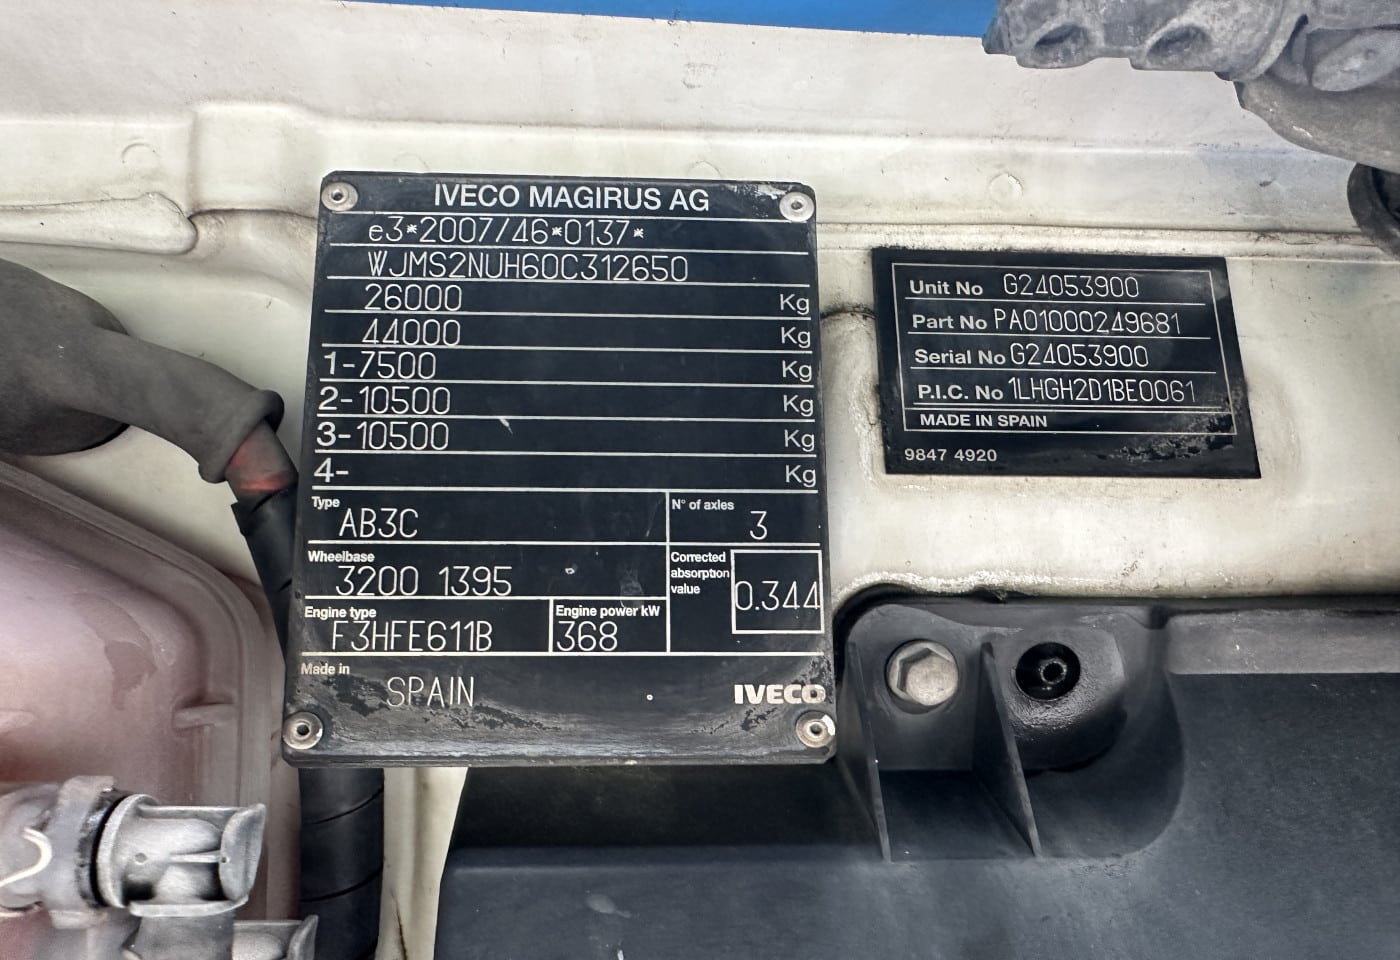 IVECO MAGIRUS AG
e3*2007/46*0137*
WJMS2NUH60C312650
26000 Kg
44000 Kg
1-7500 Kg
2-10500 Kg
3-10500 Kg
4- Kg
Type AB3C
N° of axles 3
Wheelbase 3200 1395
Corrected absorption value 0.344
Engine type F3HFE611B
Engine power kW 368
Made in SPAIN
IVECO
Unit No G24053900
Part No PA01000249681
Serial No G24053900
P.I.C. No 1LHGH2D1BE0061
MADE IN SPAIN
9847 4920